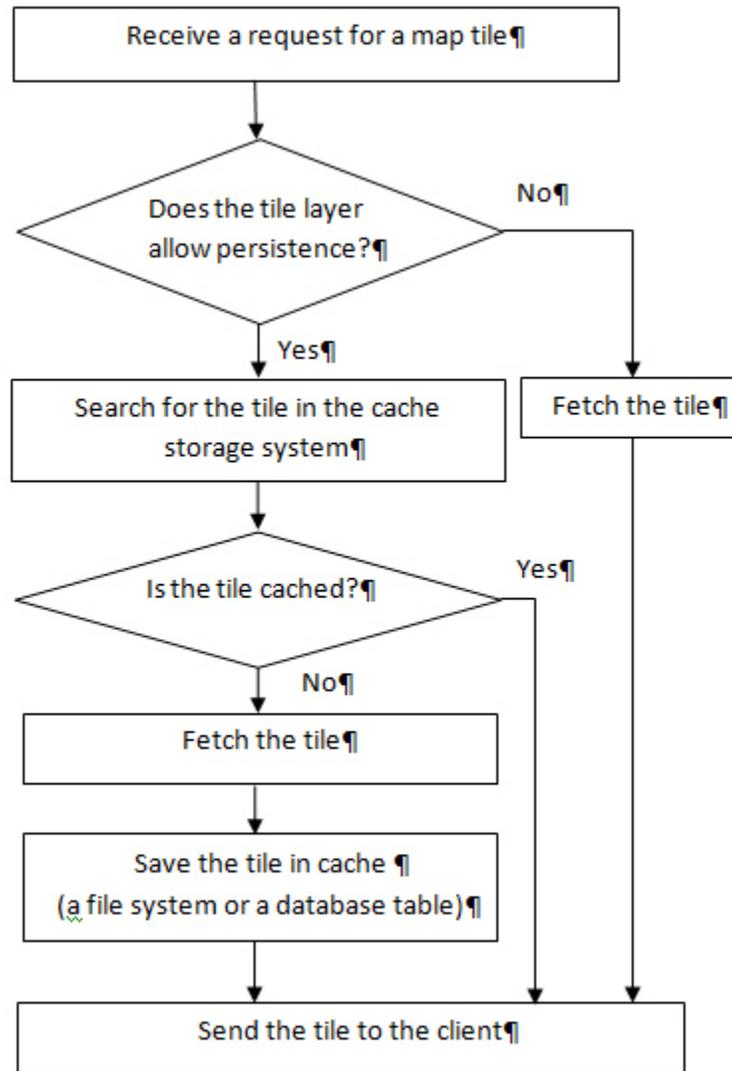 Receive a request for a map tile¶
Does the tile layer
allow persistence?¶
No¶
Yes¶
Search for the tile in the cache
storage system¶
Fetch the tile¶
Is the tile cached?¶
Yes¶
No¶
Fetch the tile¶
Save the tile in cache ¶
(a file system or a database table)¶
Send the tile to the client¶